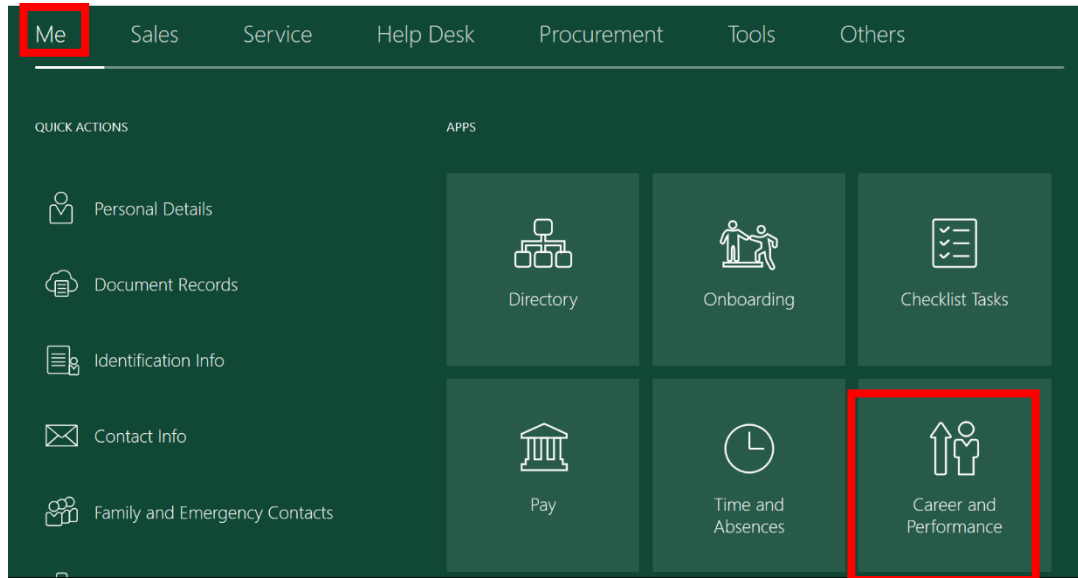 Me Sales Service Help Desk Procurement Tools Others
QUICK ACTIONS
Personal Details
Document Records
Identification Info
Contact Info
Family and Emergency Contacts
APPS
Directory
Onboarding
Checklist Tasks
Pay
Time and
Absences
Career and
Performance